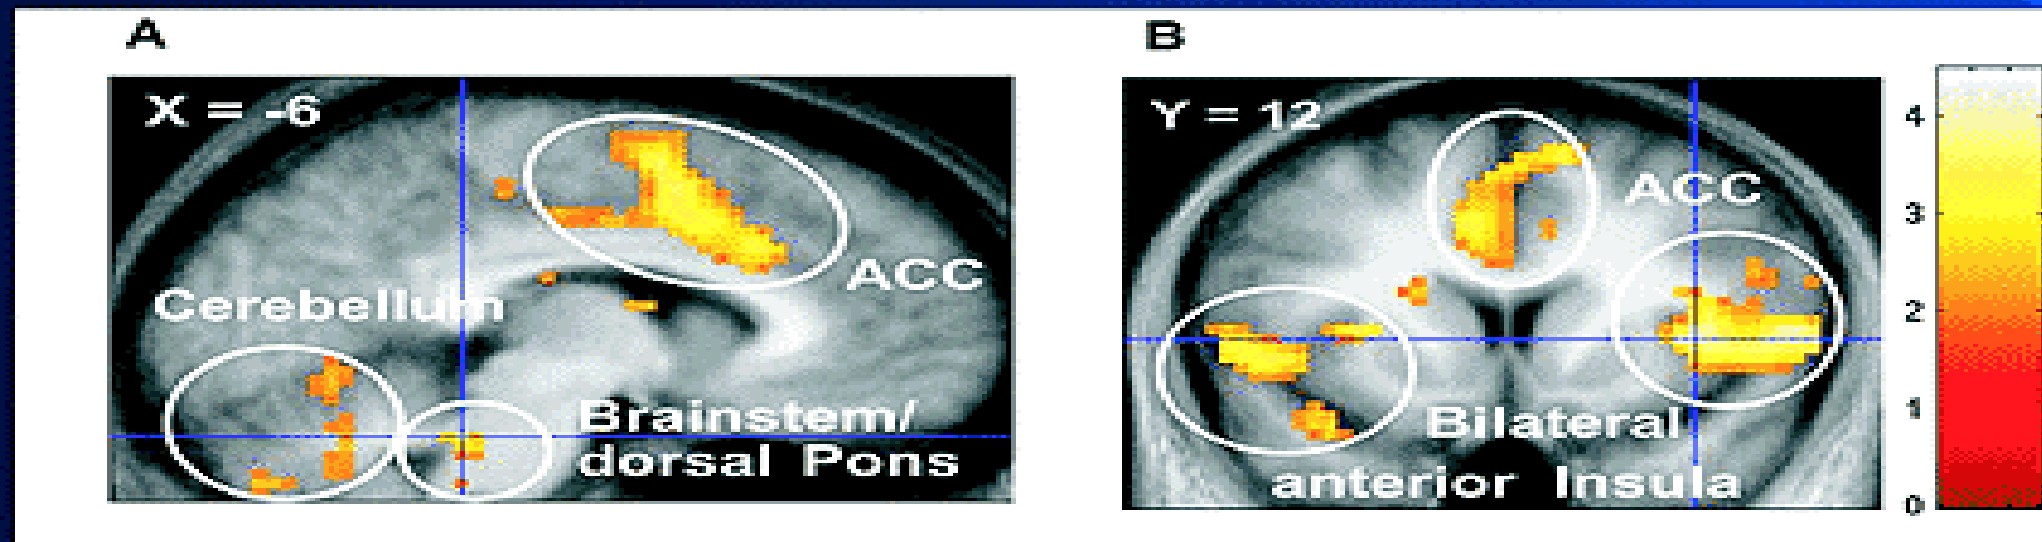 A
B
X = -6
Y = 12
ACC
ACC
Cerebellum
Brainstem/
dorsal Pons
Bilateral
anterior Insula
4
3
2
1
0